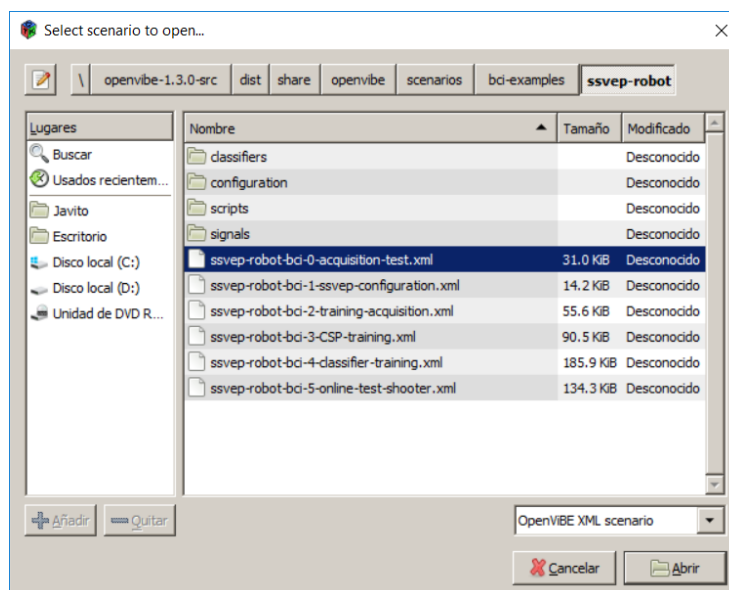 Select scenario to open...
\ openvibe-1.3.0-src dist share openvibe scenarios bci-examples ssvep-robot
Lugares
Buscar
Usados recientem...
Javito
Escritorio
Disco local (C:)
Disco local (D:)
Unidad de DVD R...
Nombre Tamaño Modificado
classifiers Desconocido
configuration Desconocido
scripts Desconocido
signals Desconocido
ssvep-robot-bci-0-acquisition-test.xml 31.0 KiB Desconocido
ssvep-robot-bci-1-ssvep-configuration.xml 14.2 KiB Desconocido
ssvep-robot-bci-2-training-acquisition.xml 55.6 KiB Desconocido
ssvep-robot-bci-3-CSP-training.xml 90.5 KiB Desconocido
ssvep-robot-bci-4-classifier-training.xml 185.9 KiB Desconocido
ssvep-robot-bci-5-online-test-shooter.xml 134.3 KiB Desconocido
Añadir Quitar
OpenViBE XML scenario
Cancelar Abrir